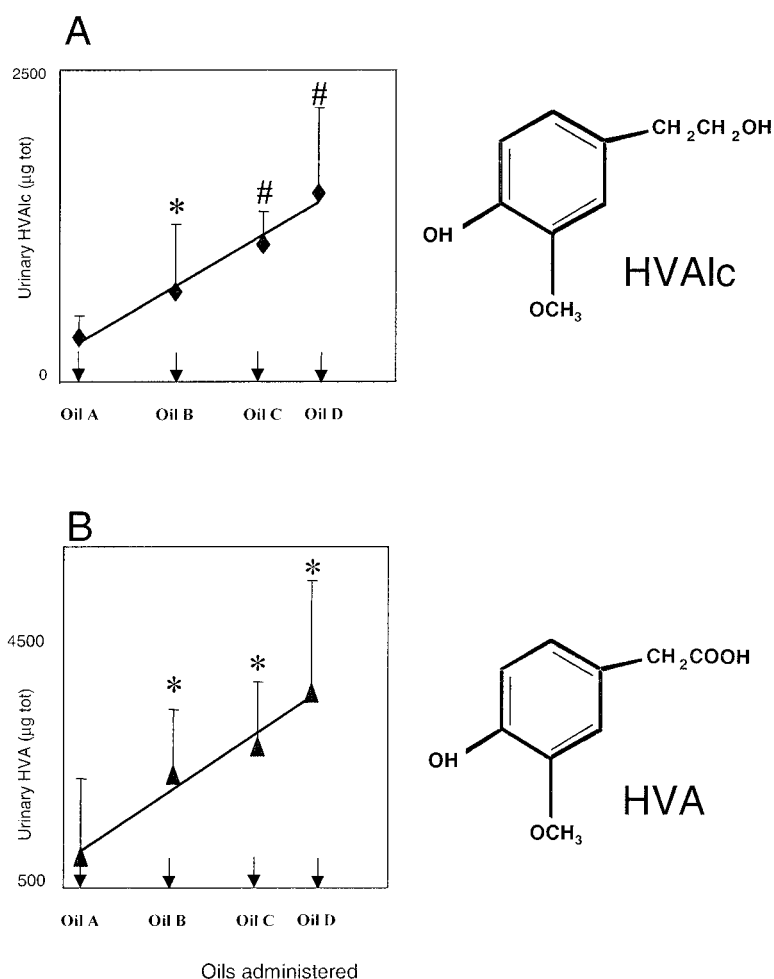 A
2500
Urinary HVAlc (μg tot)
0
*
#
#
Oil A Oil B Oil C Oil D
CH2CH2OH
OH
OCH3
HVAlc
B
4500
Urinary HVA (μg tot)
500
*
*
*
Oil A Oil B Oil C Oil D
Oils administered
CH2COOH
OH
OCH3
HVA